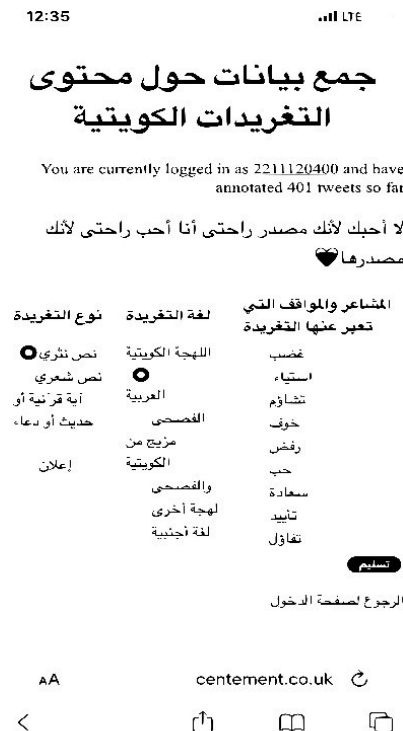 12:35
LTE
جمع بيانات حول محتوى
التغريدات الكويتية
You are currently logged in as 2211120400 and have
annotated 401 tweets so far
لا أحبك لأنك مصدر راحتى أنا أحب راحتى لأنك
مصدرها🖤
المشاعر والمواقف التي
تعبر عنها التغريدة
غضب
استياء
تشاؤم
خوف
رفض
حب
سعادة
تأييد
تفاؤل
لغة التغريدة
اللهجة الكويتية
العربية
الفصحى
مزيج من
الكويتية
والفصحى
لهجة أخرى
لغة أجنبية
نوع التغريدة
نص نثري
نص شعري
آية قرآنية أو
حديث أو دعاء
إعلان
تسليم
الرجوع لصفحة الدخول
AA
centement.co.uk